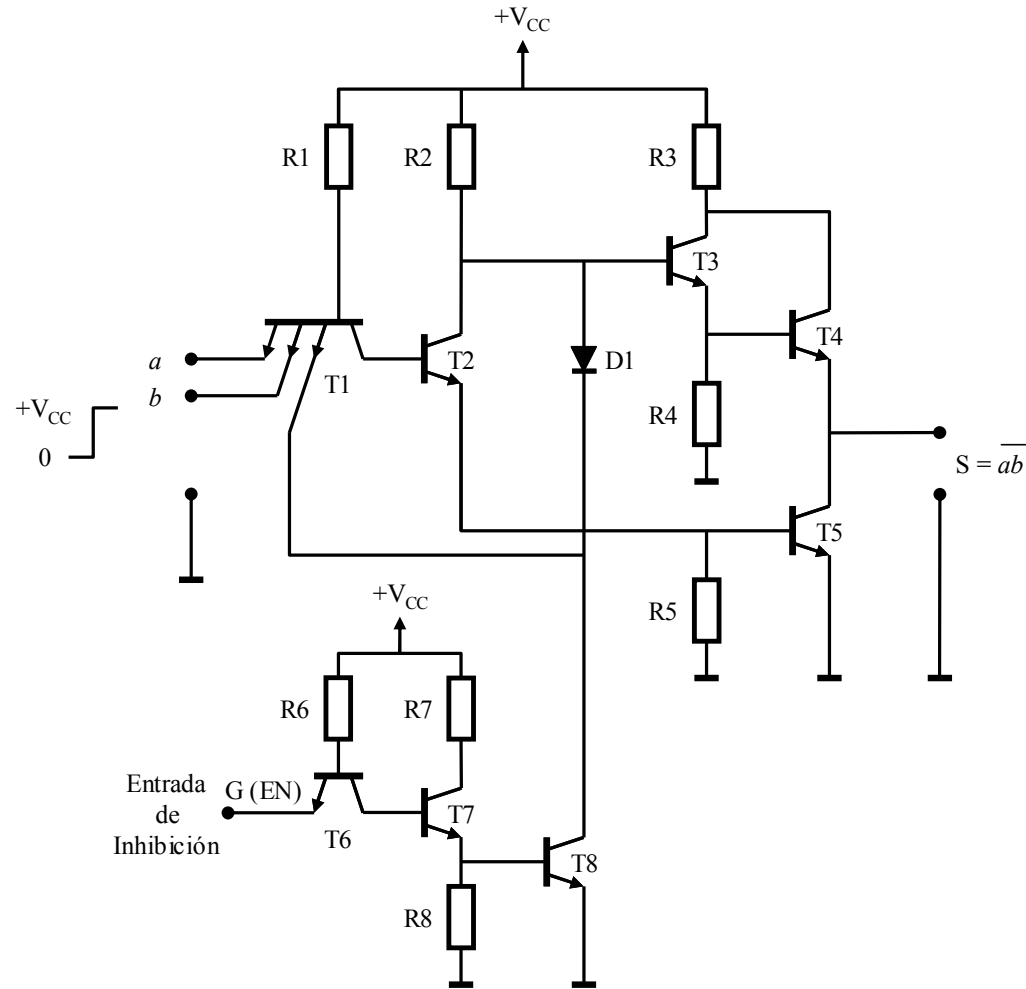 +V_CC
R1
R2
R3
T3
a
T2
T4
D1
T1
b
+V_CC
R4
0
S = \overline{ab}
T5
+V_CC
R5
R6
R7
Entrada
de
Inhibición
G (EN)
T7
T6
T8
R8